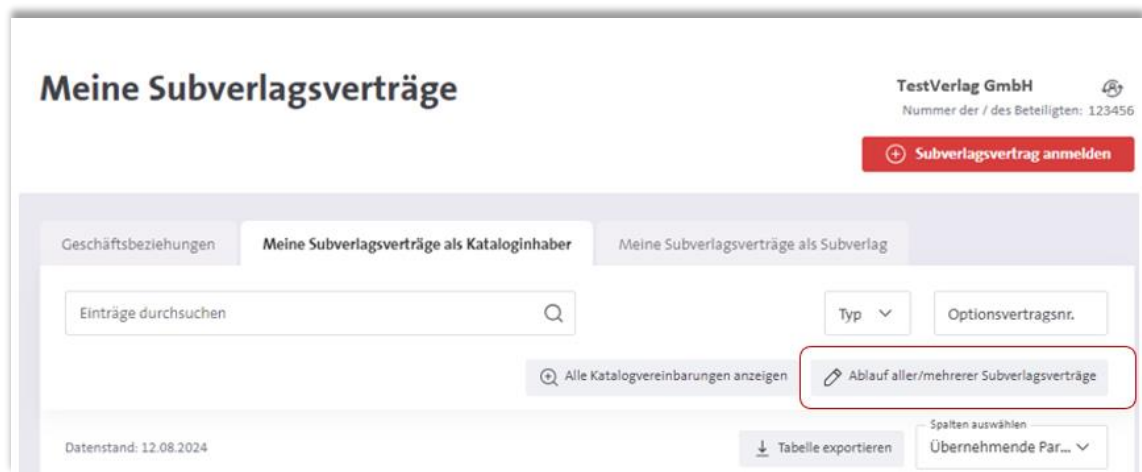 Meine Subverlagsverträge
TestVerlag GmbH
Nummer der / des Beteiligten: 123456
Subverlagsvertrag anmelden
Geschäftsbeziehungen
Meine Subverlagsverträge als Kataloginhaber
Meine Subverlagsverträge als Subverlag
Einträge durchsuchen
Typ
Optionsvertragsnr.
Alle Katalogvereinbarungen anzeigen
Ablauf aller/mehrerer Subverlagsverträge
Datenstand: 12.08.2024
Tabelle exportieren
Spalten auswählen
Übernehmende Par...